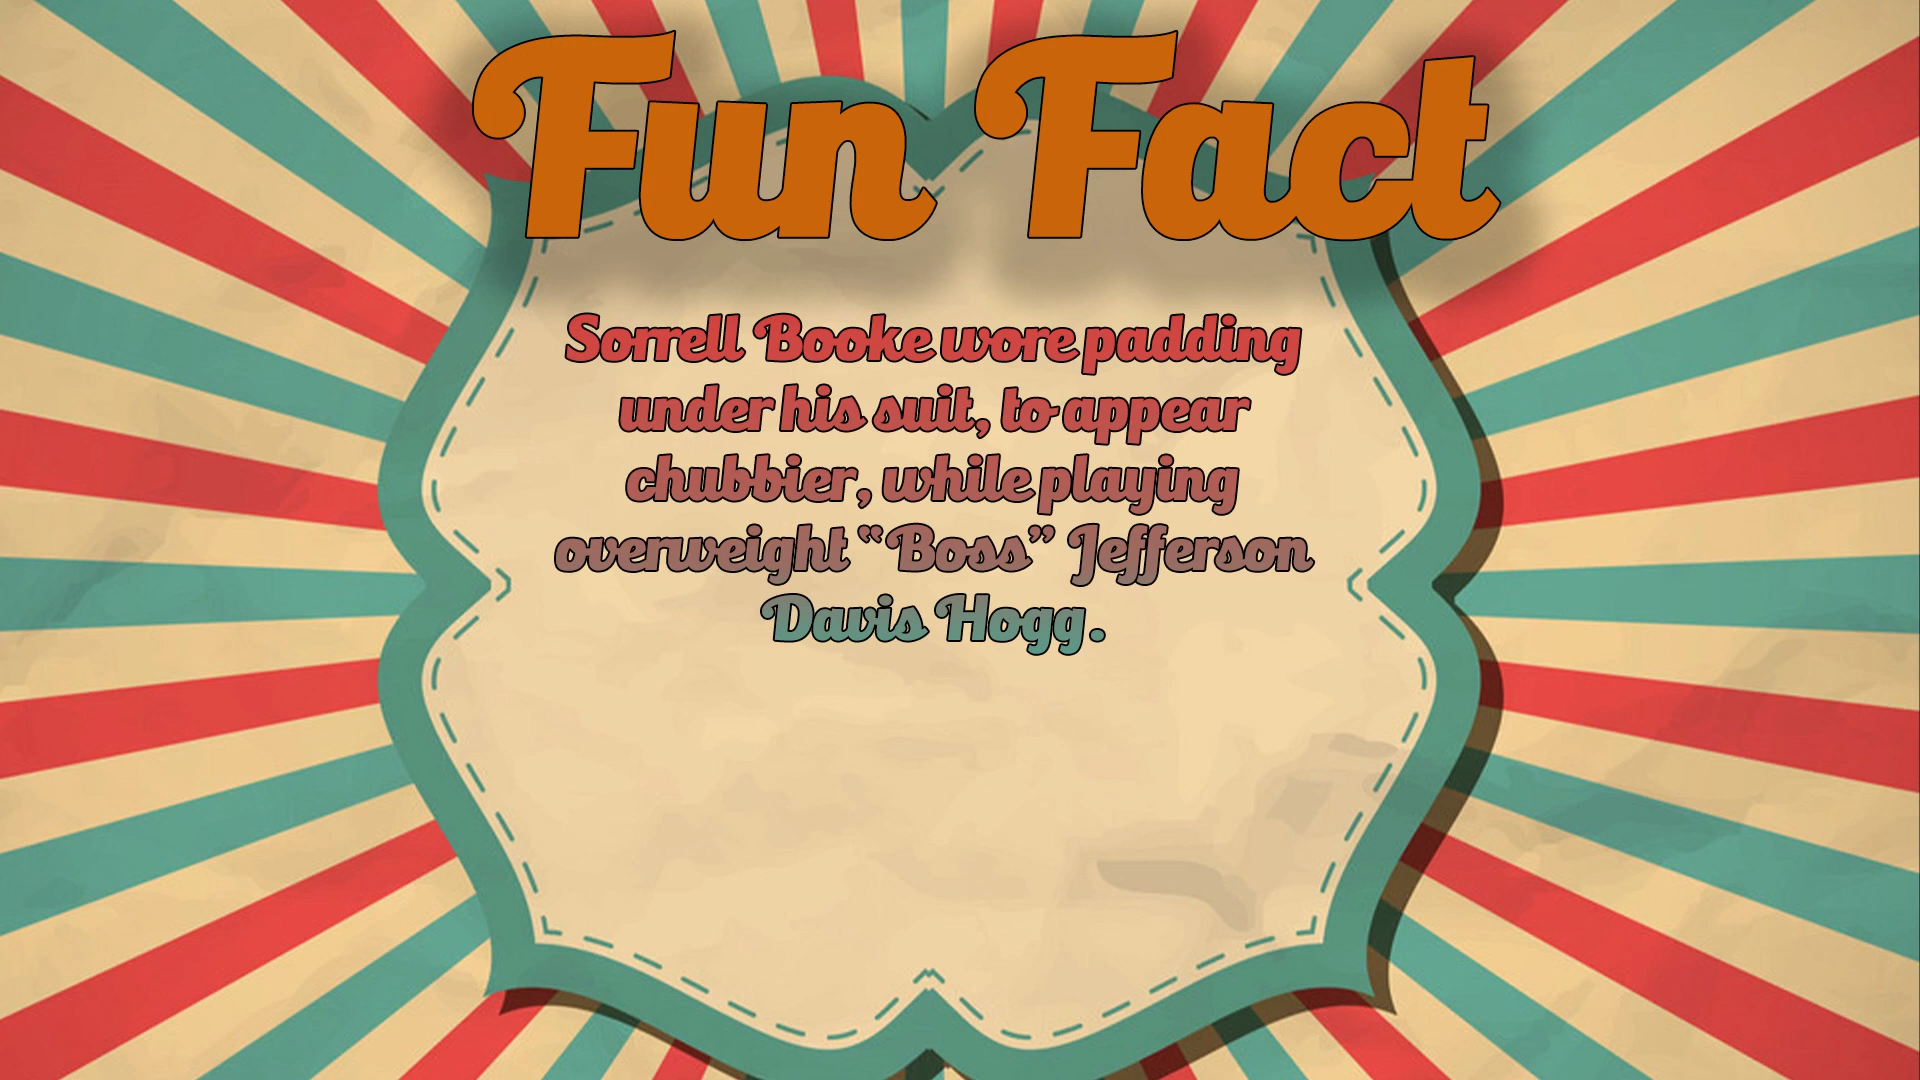 Fun Fact
Sorrell Booke wore padding
under his suit, to appear
chubbier, while playing
overweight “Boss” Jefferson
Davis Hogg.